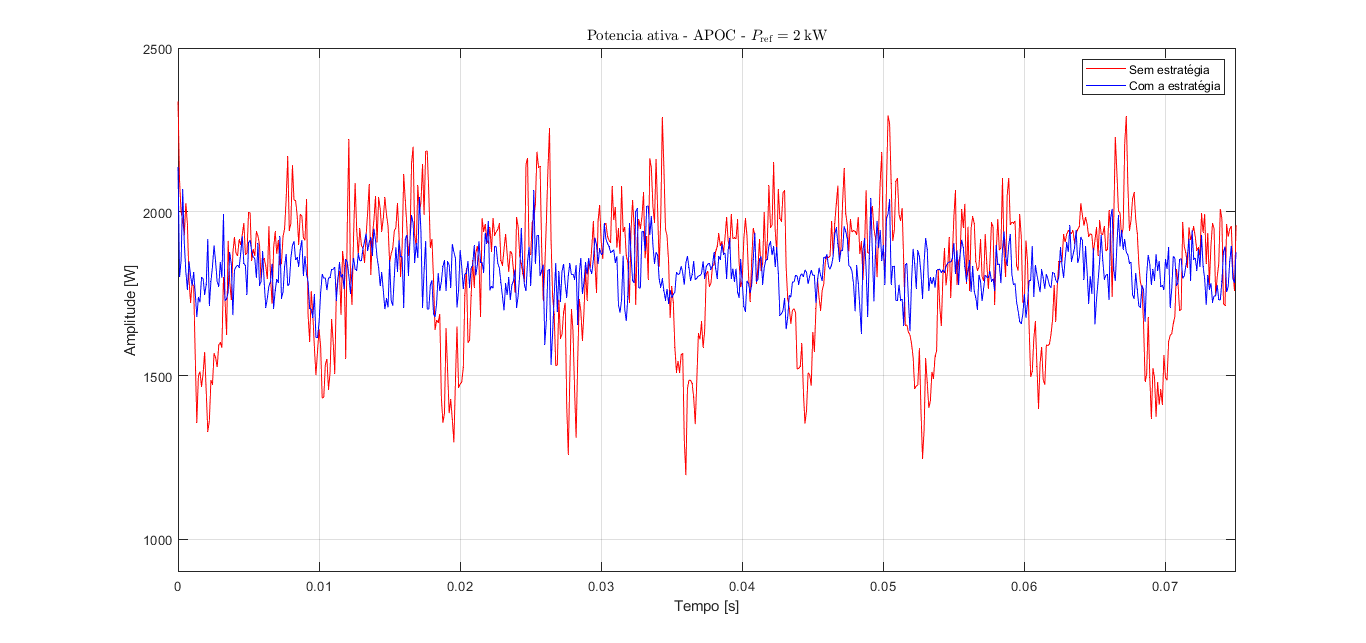 Potencia ativa - APOC - P_ref = 2 kW
2500
Sem estratégia
Com a estratégia
2000
1500
1000
Amplitude [W]
0 0.01 0.02 0.03 0.04 0.05 0.06 0.07
Tempo [s]